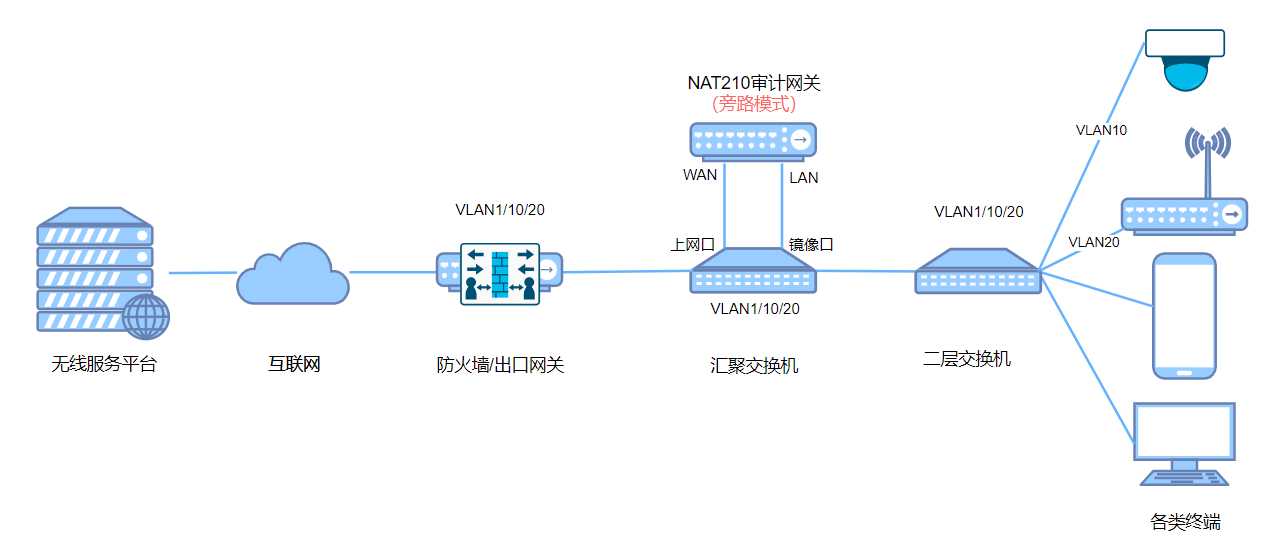 NAT210审计网关
(旁路模式)
WAN
LAN
上网口
镜像口
VLAN1/10/20
VLAN1/10/20
VLAN1/10/20
VLAN10
VLAN20
无线服务平台
互联网
防火墙/出口网关
汇聚交换机
二层交换机
各类终端